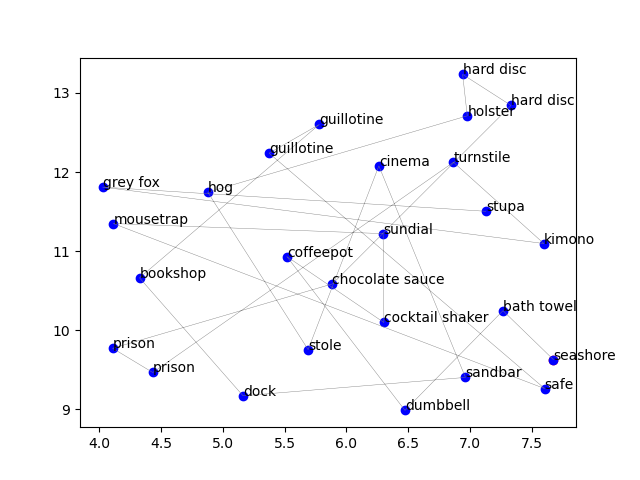 hard disc
hard disc
holster
guillotine
guillotine
cinema
turnstile
grey fox
hog
stupa
mousetrap
sundial
kimono
coffeepot
bookshop
chocolate sauce
bath towel
cocktail shaker
prison
stole
seashore
prison
sandbar
safe
dock
dumbbell
13
12
11
10
9
4.0 4.5 5.0 5.5 6.0 6.5 7.0 7.5